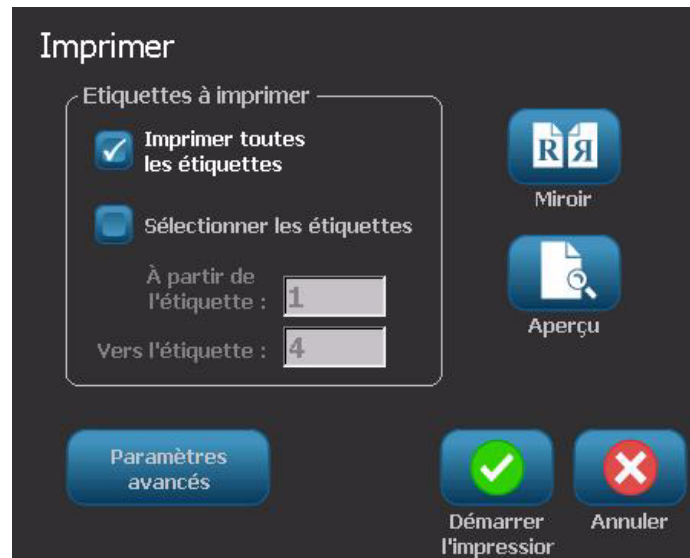 Imprimer
Etiquettes à imprimer
Imprimer toutes
les étiquettes
Sélectionner les étiquettes
À partir de
l'étiquette :
1
Vers l'étiquette :
4
R Я
Miroir
Aperçu
Paramètres
avancés
Démarrer
l'impressior
Annuler